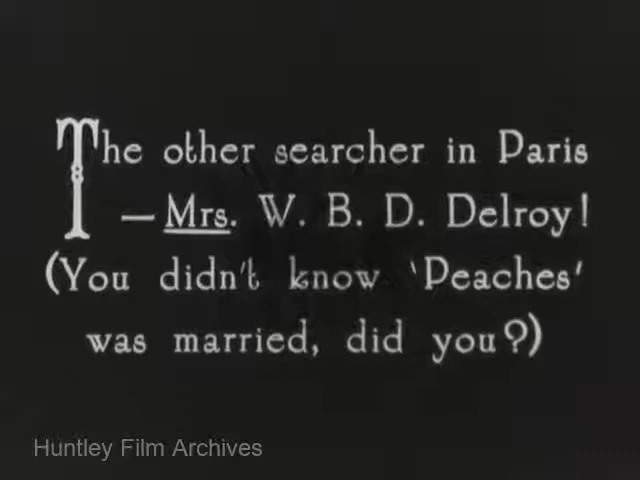 The other searcher in Paris
— Mrs. W. B. D. Delroy!
(You didn't know 'Peaches'
was married, did you?)
Huntley Film Archives